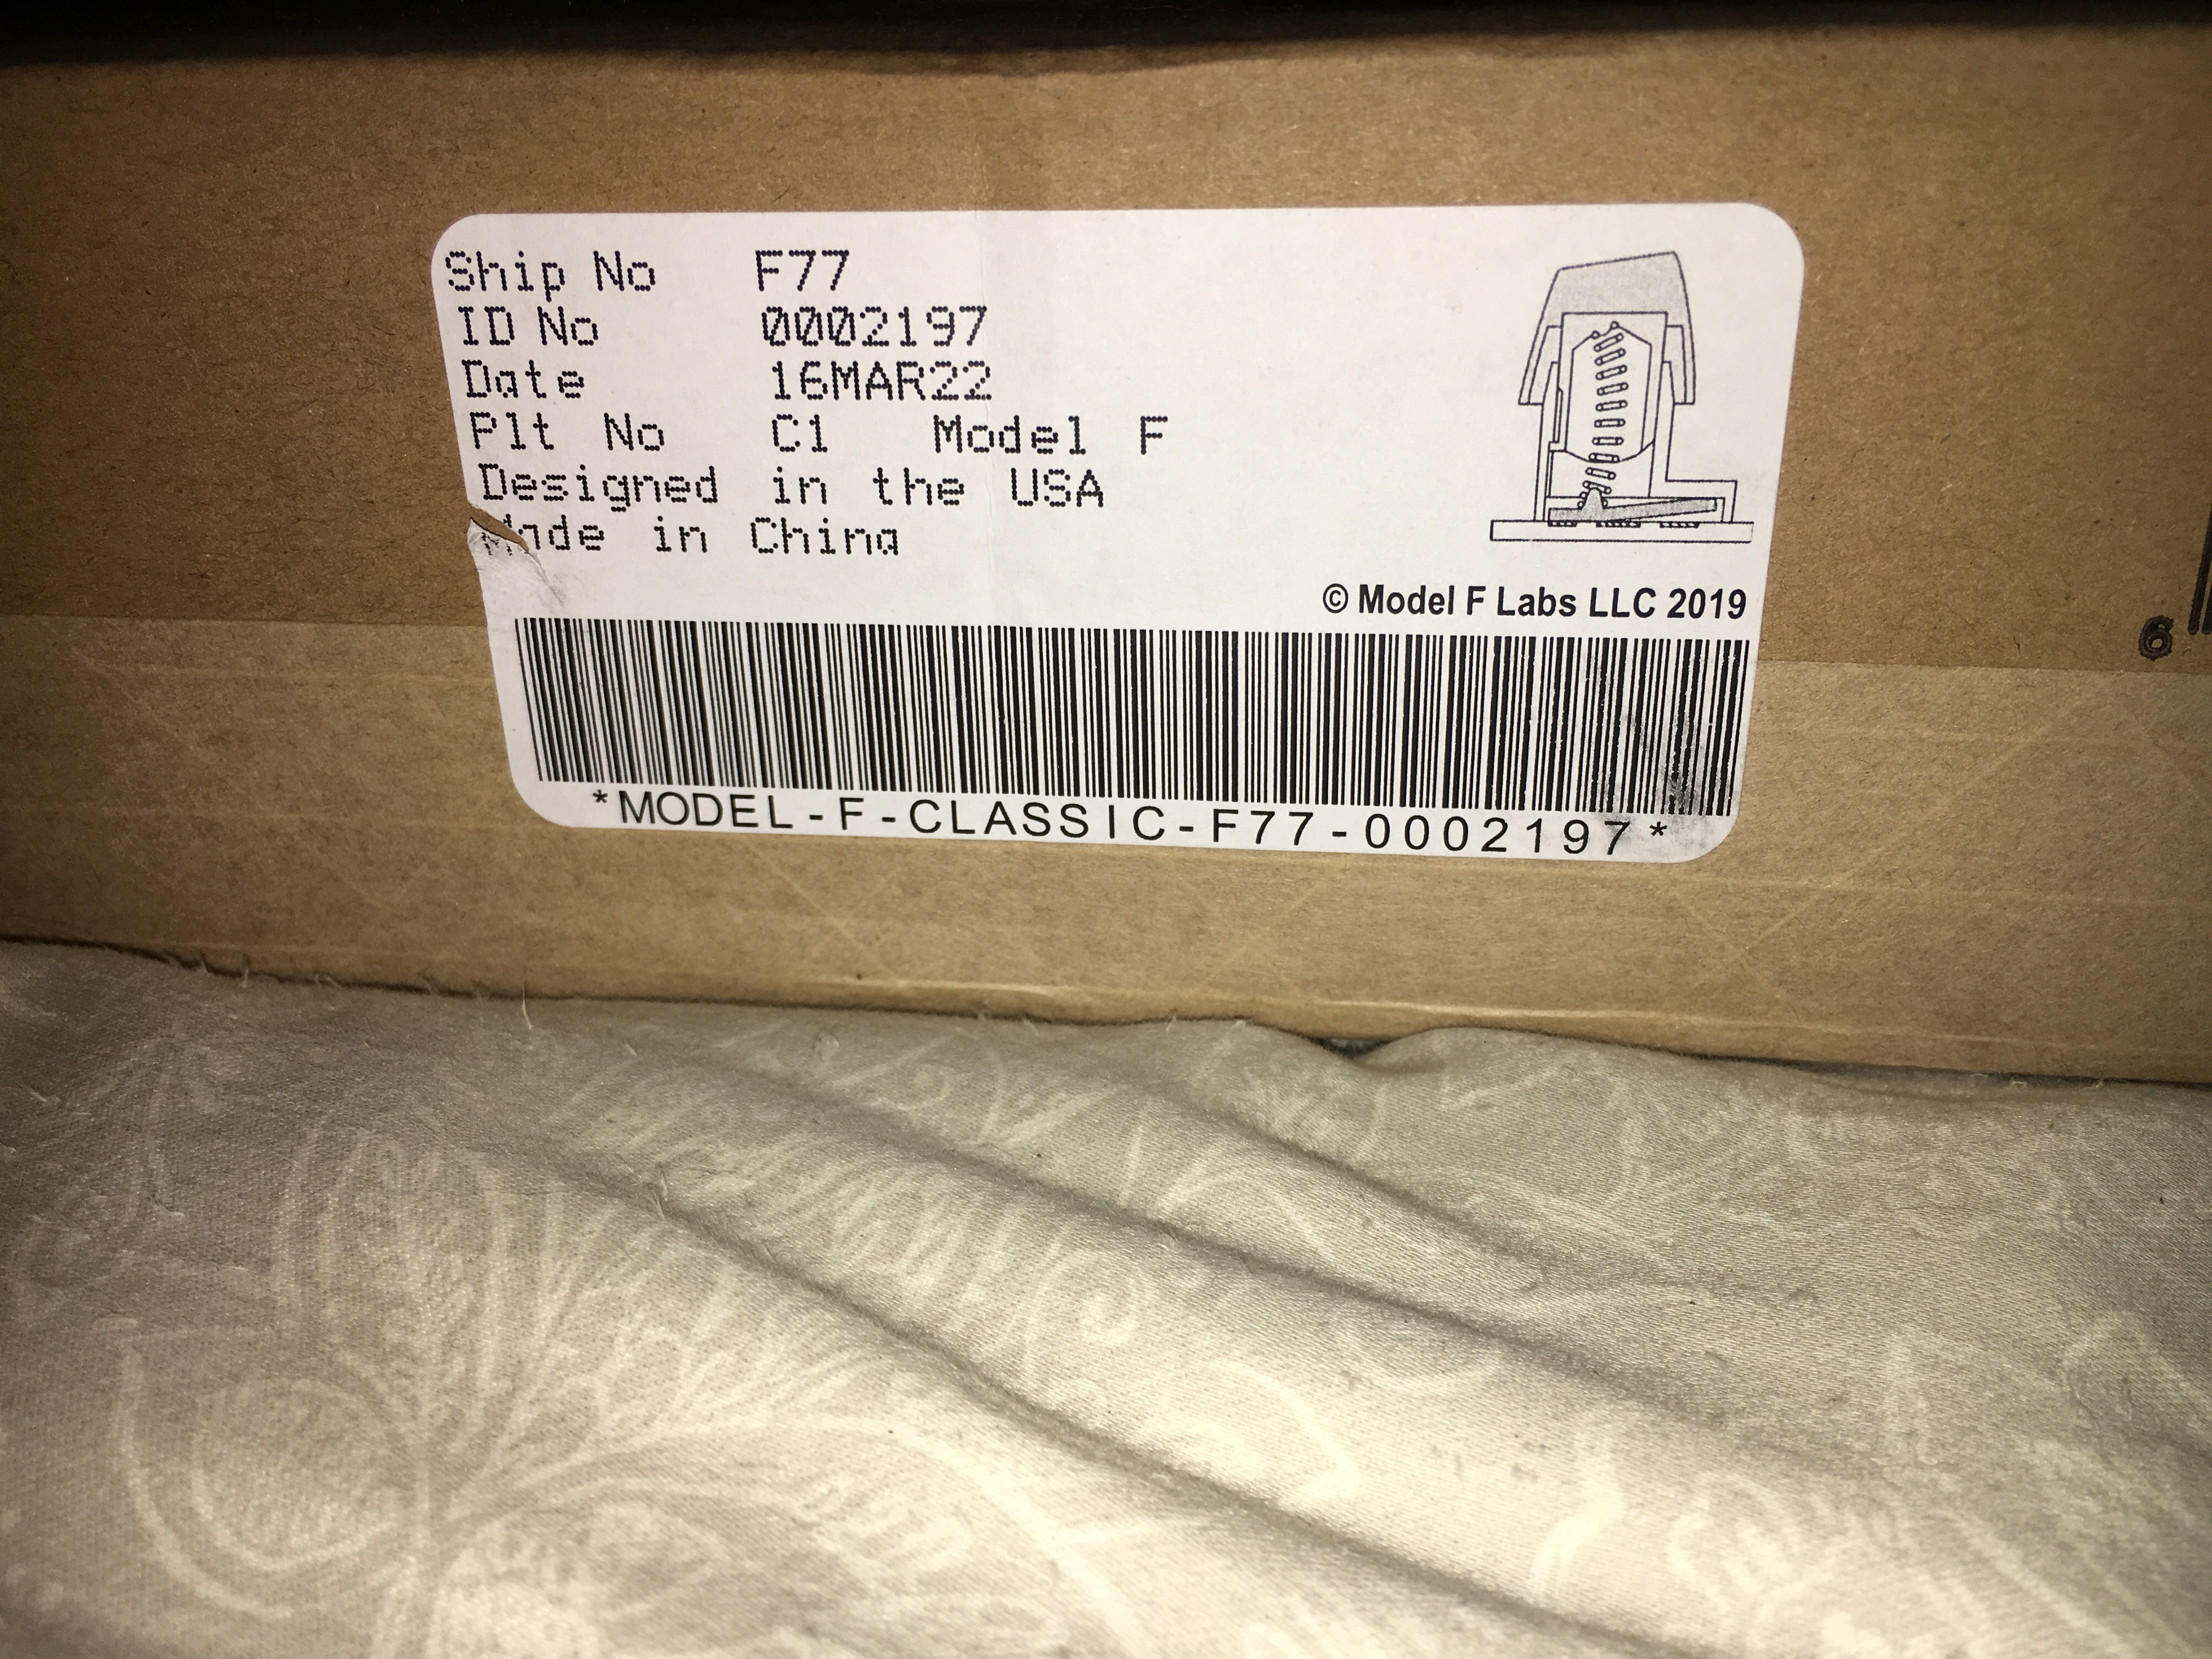 Ship No F77
ID No 0002197
Date 16MAR22
Plt No C1 Model F
Designed in the USA
Made in China
© Model F Labs LLC 2019
*MODEL-F-CLASSIC-F77-0002197*
6